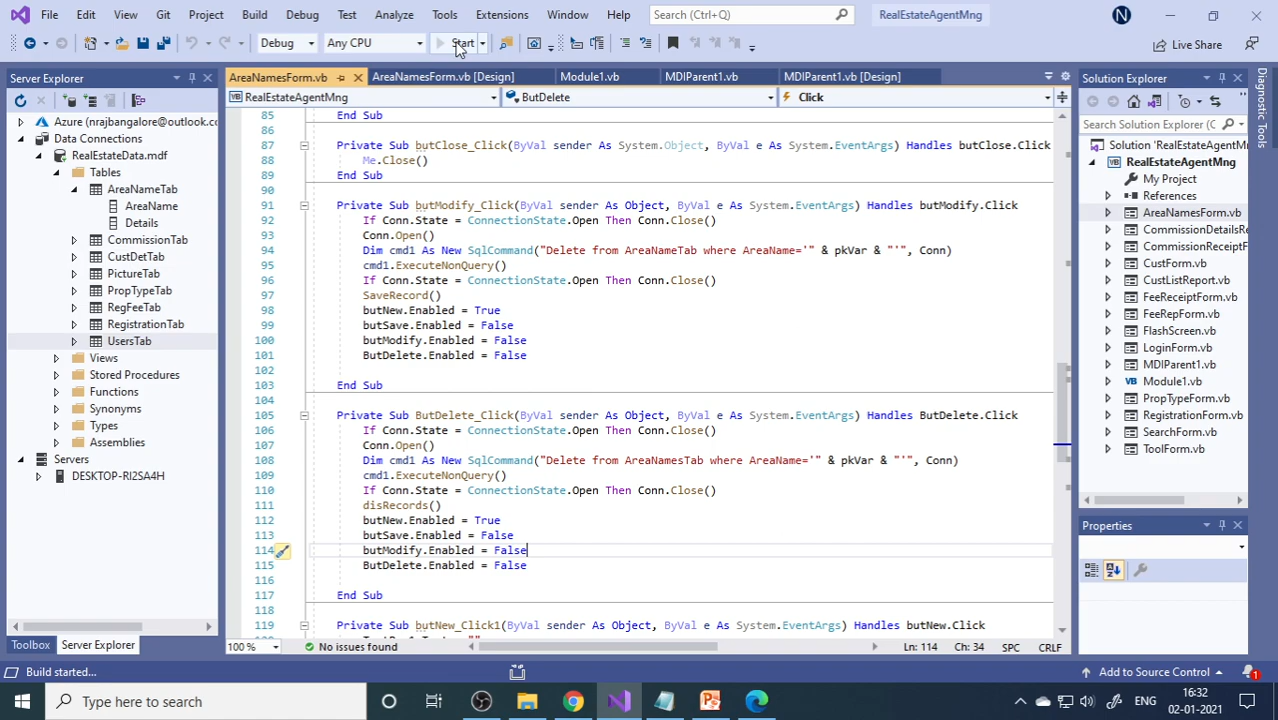 File Edit View Git Project Build Debug Test Analyze Tools Extensions Window Help Search (Ctrl+Q) RealEstateAgentMng N
Debug Any CPU Start Live Share
Server Explorer
Azure (nrajbangalore@outlook.co
Data Connections
RealEstateData.mdf
Tables
AreaNameTab
AreaName
Details
CommissionTab
CustDetTab
PictureTab
PropTypeTab
RegFeeTab
RegistrationTab
UsersTab
Views
Stored Procedures
Functions
Synonyms
Types
Assemblies
Servers
DESKTOP-RI2SA4H
Toolbox Server Explorer
AreaNamesForm.vb AreaNamesForm.vb [Design] Module1.vb MDIParent1.vb MDIParent1.vb [Design]
RealEstateAgentMng ButDelete Click
85 End Sub
86
87 Private Sub butClose_Click(ByVal sender As System.Object, ByVal e As System.EventArgs) Handles butClose.Click
88 Me.Close()
89 End Sub
90
91 Private Sub butModify_Click(ByVal sender As Object, ByVal e As System.EventArgs) Handles butModify.Click
92 If Conn.State = ConnectionState.Open Then Conn.Close()
93 Conn.Open()
94 Dim cmd1 As New SqlCommand("Delete from AreaNameTab where AreaName='" & pkVar & "'", Conn)
95 cmd1.ExecuteNonQuery()
96 If Conn.State = ConnectionState.Open Then Conn.Close()
97 SaveRecord()
98 butNew.Enabled = True
99 butSave.Enabled = False
100 butModify.Enabled = False
101 ButDelete.Enabled = False
102
103 End Sub
104
105 Private Sub ButDelete_Click(ByVal sender As Object, ByVal e As System.EventArgs) Handles ButDelete.Click
106 If Conn.State = ConnectionState.Open Then Conn.Close()
107 Conn.Open()
108 Dim cmd1 As New SqlCommand("Delete from AreaNamesTab where AreaName='" & pkVar & "'", Conn)
109 cmd1.ExecuteNonQuery()
110 If Conn.State = ConnectionState.Open Then Conn.Close()
111 disRecords()
112 butNew.Enabled = True
113 butSave.Enabled = False
114 butModify.Enabled = False
115 ButDelete.Enabled = False
116
117 End Sub
118
119 Private Sub butNew_Click1(ByVal sender As Object, ByVal e As System.EventArgs) Handles butNew.Click
100 % No issues found Ln: 114 Ch: 34 SPC CRLF
Solution Explorer
Search Solution Explorer (C
Solution 'RealEstateAgentM
RealEstateAgentMng
My Project
References
AreaNamesForm.vb
CommissionDetailsRe
CommissionReceiptF
CustForm.vb
CustListReport.vb
FeeReceiptForm.vb
FeeRepForm.vb
FlashScreen.vb
LoginForm.vb
MDIParent1.vb
Module1.vb
PropTypeForm.vb
RegistrationForm.vb
SearchForm.vb
ToolForm.vb
Properties
Diagnostic Tools
Build started... Add to Source Control 1
Type here to search ENG 16:32
02-01-2021